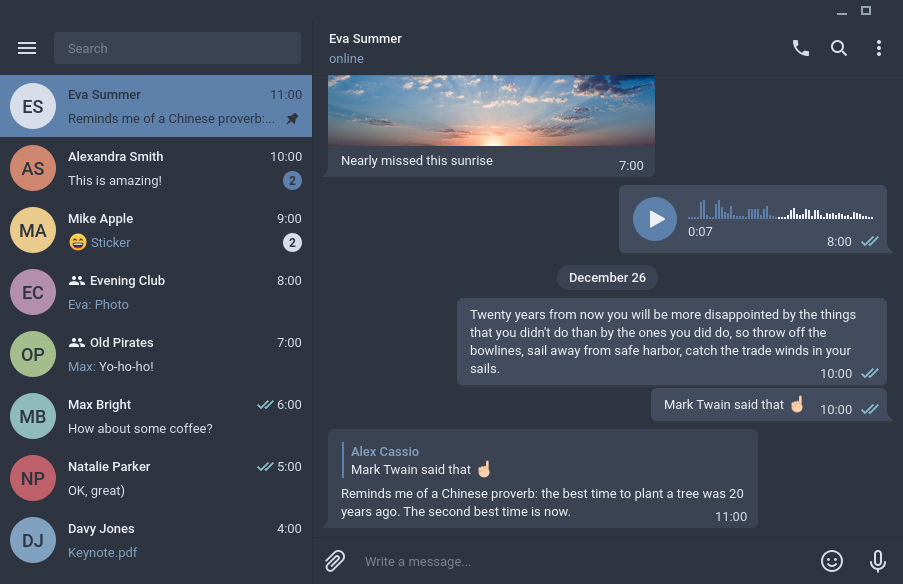 Search
ES
Eva Summer
11:00
Reminds me of a Chinese proverb:...
AS
Alexandra Smith
10:00
This is amazing!
2
MA
Mike Apple
9:00
😄 Sticker
2
EC
Evening Club
8:00
Eva: Photo
OP
Old Pirates
7:00
Max: Yo-ho-ho!
MB
Max Bright
6:00
How about some coffee?
NP
Natalie Parker
5:00
OK, great)
DJ
Davy Jones
4:00
Keynote.pdf
Eva Summer
online
Nearly missed this sunrise
7:00
0:07
8:00
December 26
Twenty years from now you will be more disappointed by the things
that you didn't do than by the ones you did do, so throw off the
bowlines, sail away from safe harbor, catch the trade winds in your
sails.
10:00
Mark Twain said that ☝🏻
10:00
Alex Cassio
Mark Twain said that ☝🏻
Reminds me of a Chinese proverb: the best time to plant a tree was 20
years ago. The second best time is now.
11:00
Write a message...